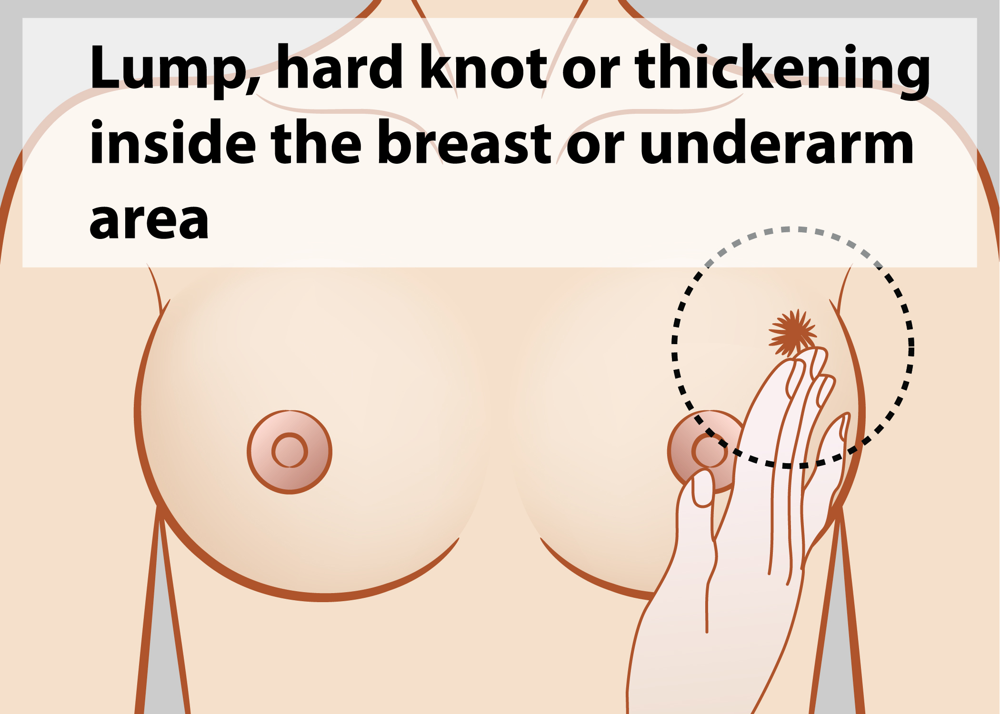 Lump, hard knot or thickening
inside the breast or underarm
area